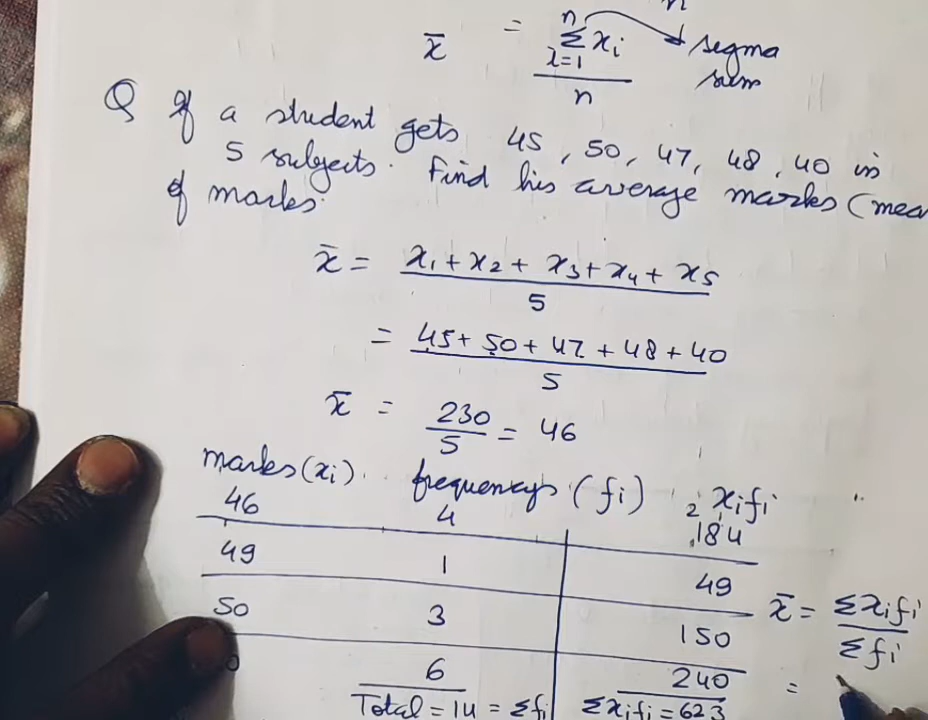 x̄ = n Σ xi i=1 / n → segma sum
Q If a student gets 45, 50, 47, 48, 40 in
5 subjects. Find his average marks (mea
of marks.
x̄ = x1 + x2 + x3 + x4 + x5 / 5
= 45 + 50 + 47 + 48 + 40 / 5
x̄ = 230 / 5 = 46
marks (xi) frequencys (fi) xifi
46 4 184
49 1 49
50 3 150
x̄ = Σxifi / Σfi
6 240
=
Total = 14 = Σfi Σxifi = 623